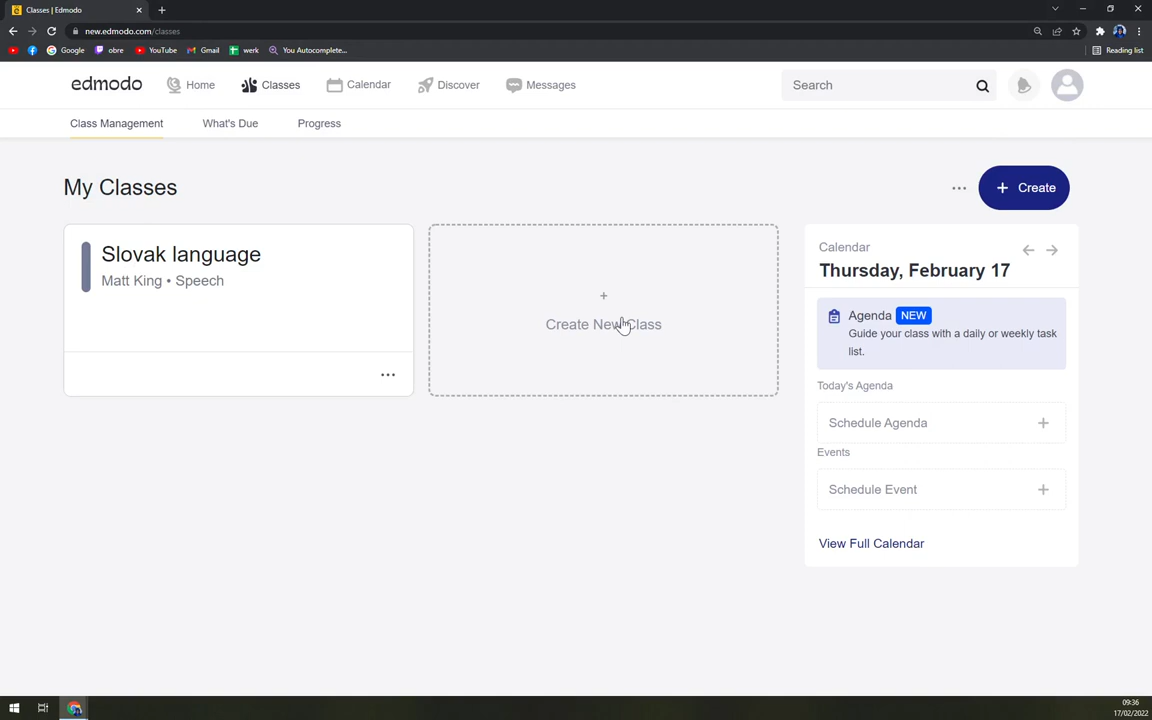 Classes | Edmodo
new.edmodo.com/classes
Google
obre
YouTube
Gmail
werk
You Autocomplete...
Reading list
edmodo
Home
Classes
Calendar
Discover
Messages
Search
Class Management
What's Due
Progress
My Classes
+ Create
Slovak language
Matt King • Speech
+
Create New Class
Calendar
Thursday, February 17
Agenda NEW
Guide your class with a daily or weekly task
list.
Today's Agenda
Schedule Agenda +
Events
Schedule Event +
View Full Calendar
09:36
17/02/2022